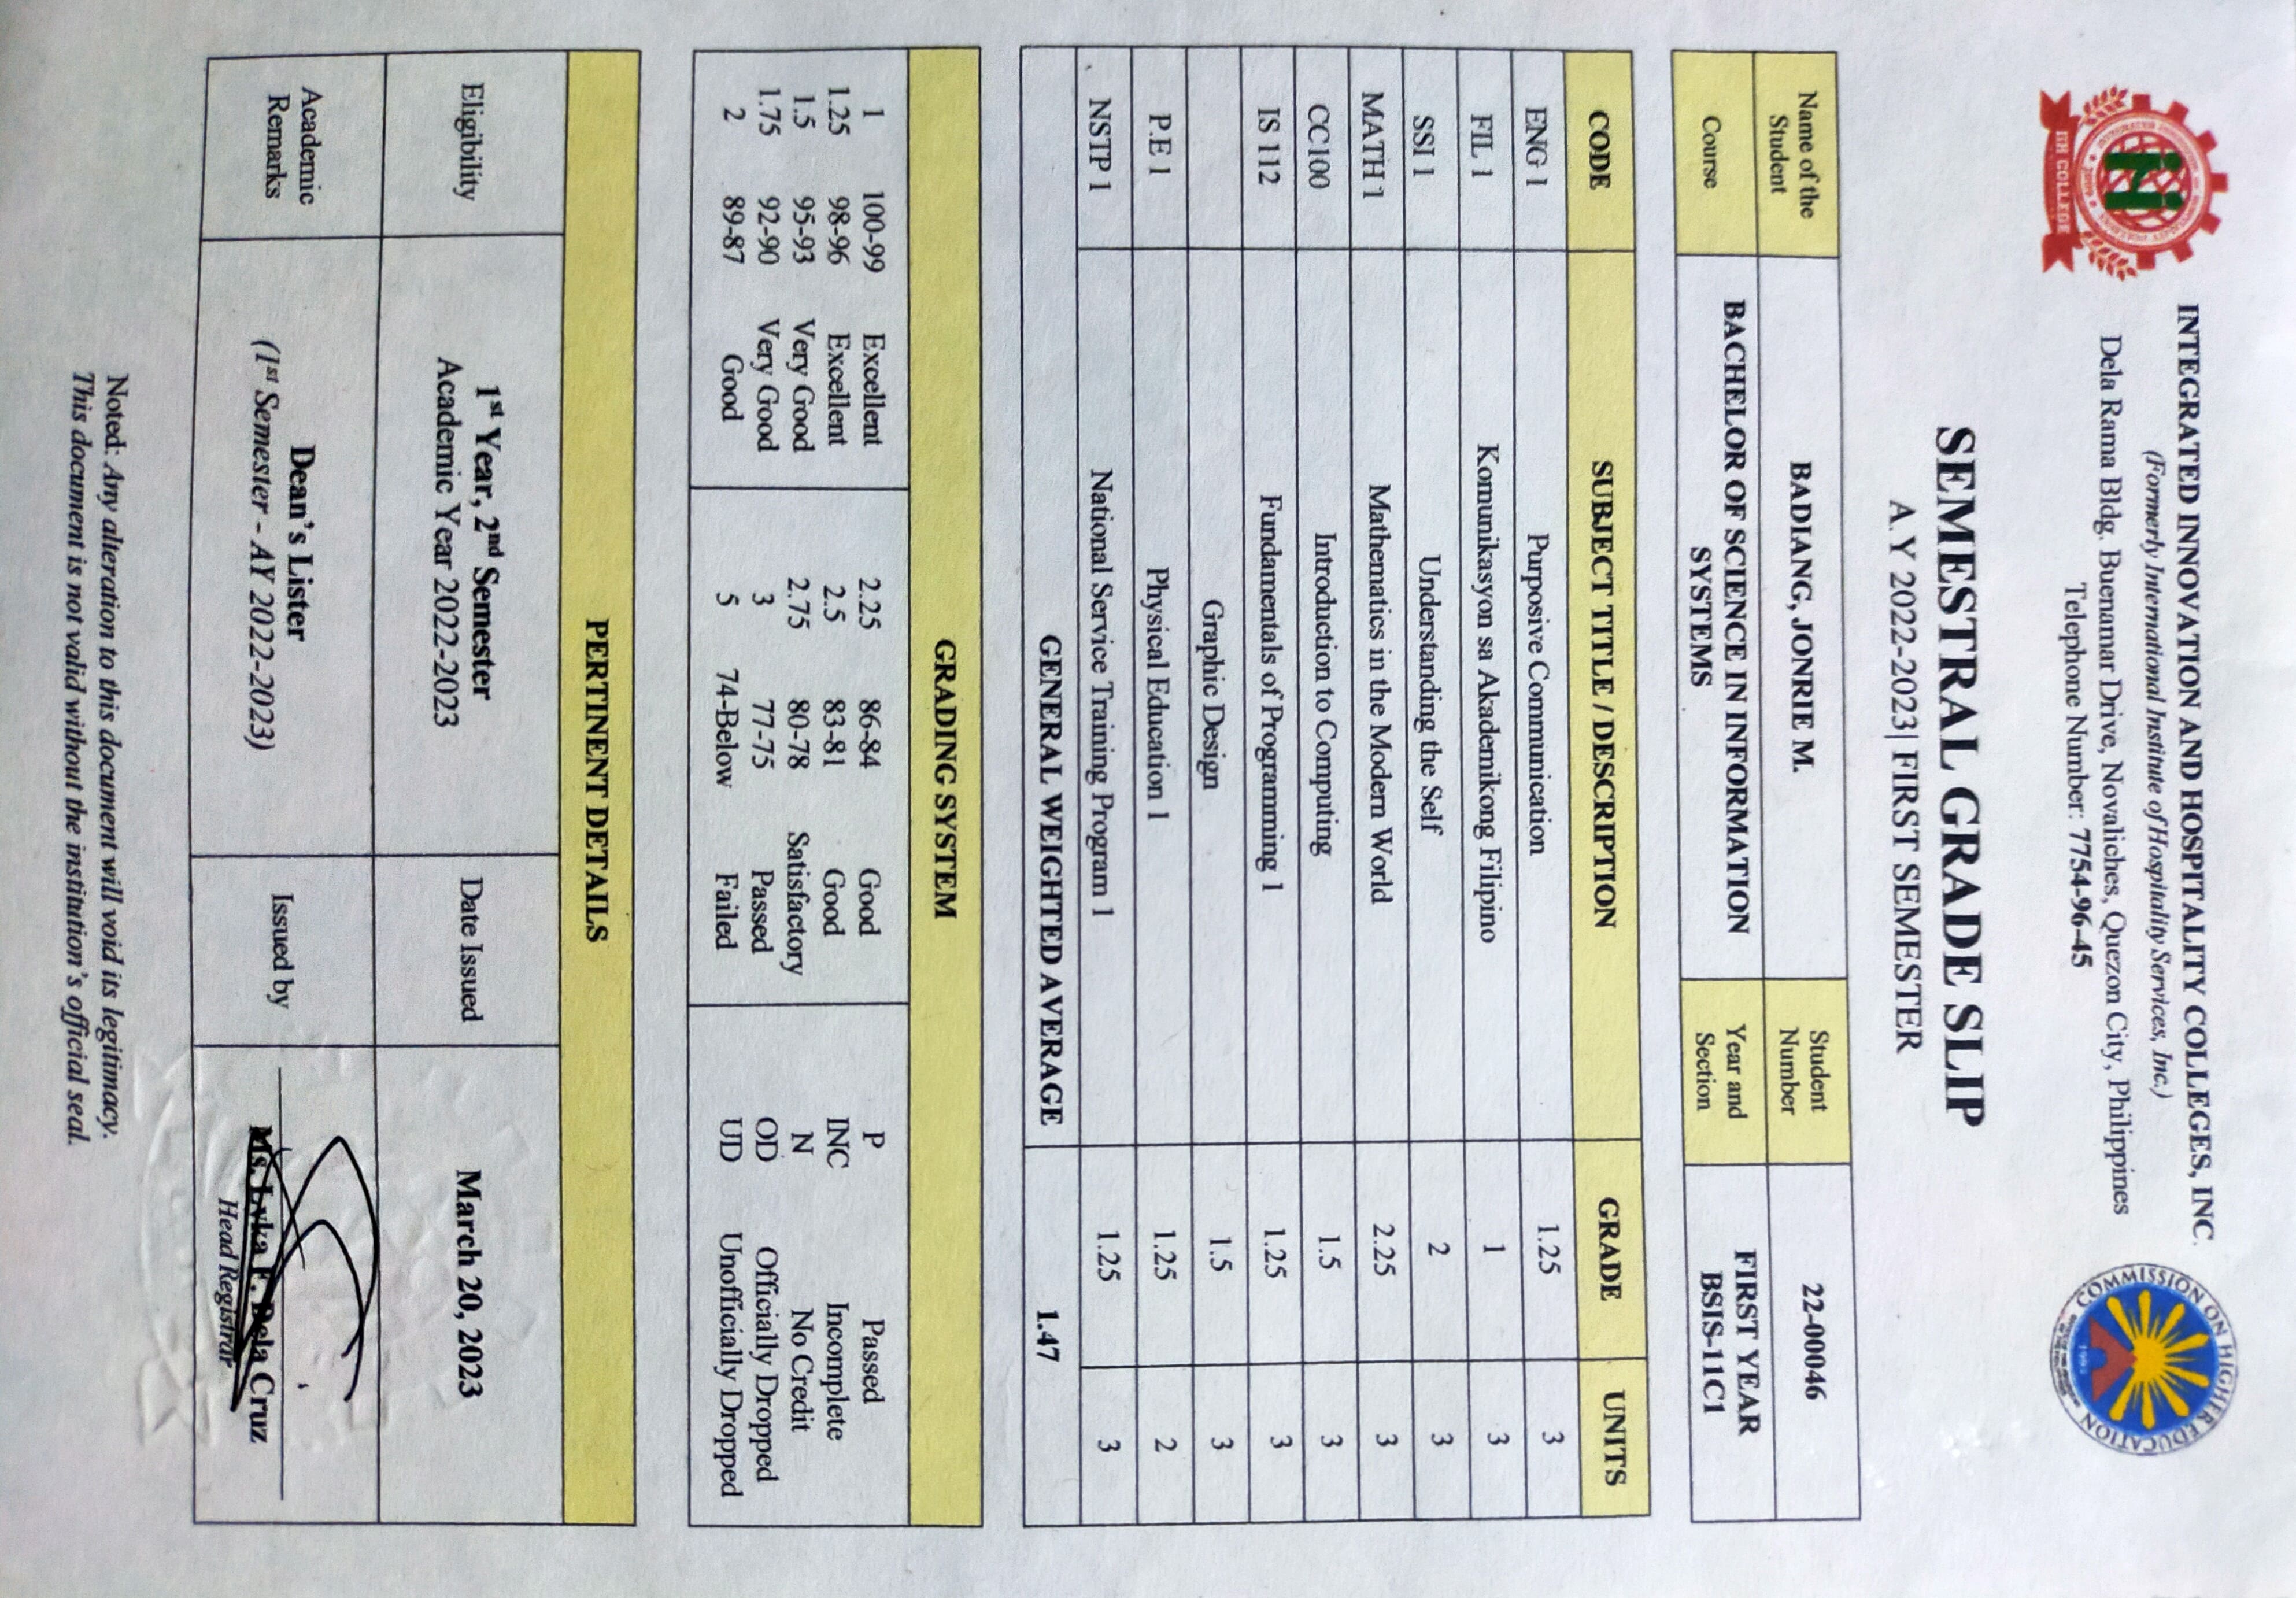 INTEGRATED INNOVATION AND HOSPITALITY COLLEGES, INC.
(Formerly International Institute of Hospitality Services, Inc.)
Dela Rama Bldg. Buenamar Drive, Novaliches, Quezon City, Philippines
Telephone Number: 7754-96-45
IIH COLLEGE
2009
COMMISSION ON HIGHER EDUCATION
SEMESTRAL GRADE SLIP
A.Y 2022-2023| FIRST SEMESTER
Name of the Student BADIANG, JONRIE M. Student Number 22-00046
Course BACHELOR OF SCIENCE IN INFORMATION SYSTEMS Year and Section FIRST YEAR BSIS-11C1
CODE SUBJECT TITLE / DESCRIPTION GRADE UNITS
ENG 1 Purposive Communication 1.25 3
FIL 1 Komunikasyon sa Akademikong Filipino 1 3
SSI 1 Understanding the Self 2 3
MATH 1 Mathematics in the Modern World 2.25 3
CC100 Introduction to Computing 1.5 3
IS 112 Fundamentals of Programming 1 1.25 3
Graphic Design 1.5 3
P.E 1 Physical Education 1 1.25 2
NSTP 1 National Service Training Program 1 1.25 3
GENERAL WEIGHTED AVERAGE 1.47
GRADING SYSTEM
1 100-99 Excellent 2.25 86-84 Good P Passed
1.25 98-96 Excellent 2.5 83-81 Good INC Incomplete
1.5 95-93 Very Good 2.75 80-78 Satisfactory N No Credit
1.75 92-90 Very Good 3 77-75 Passed OD Officially Dropped
2 89-87 Good 5 74-Below Failed UD Unofficially Dropped
PERTINENT DETAILS
Eligibility 1st Year, 2nd Semester Date Issued March 20, 2023
Academic Year 2022-2023
Academic Remarks Dean's Lister Issued by Ms. Lyka F. Dela Cruz
(1st Semester - AY 2022-2023) Head Registrar
Noted: Any alteration to this document will void its legitimacy.
This document is not valid without the institution's official seal.